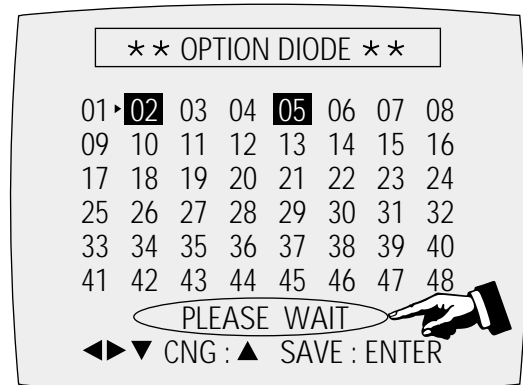 ** OPTION DIODE **
01 ▸ 02 03 04 05 06 07 08
09 10 11 12 13 14 15 16
17 18 19 20 21 22 23 24
25 26 27 28 29 30 31 32
33 34 35 36 37 38 39 40
41 42 43 44 45 46 47 48
PLEASE WAIT
◀▶▼ CNG : ▲ SAVE : ENTER